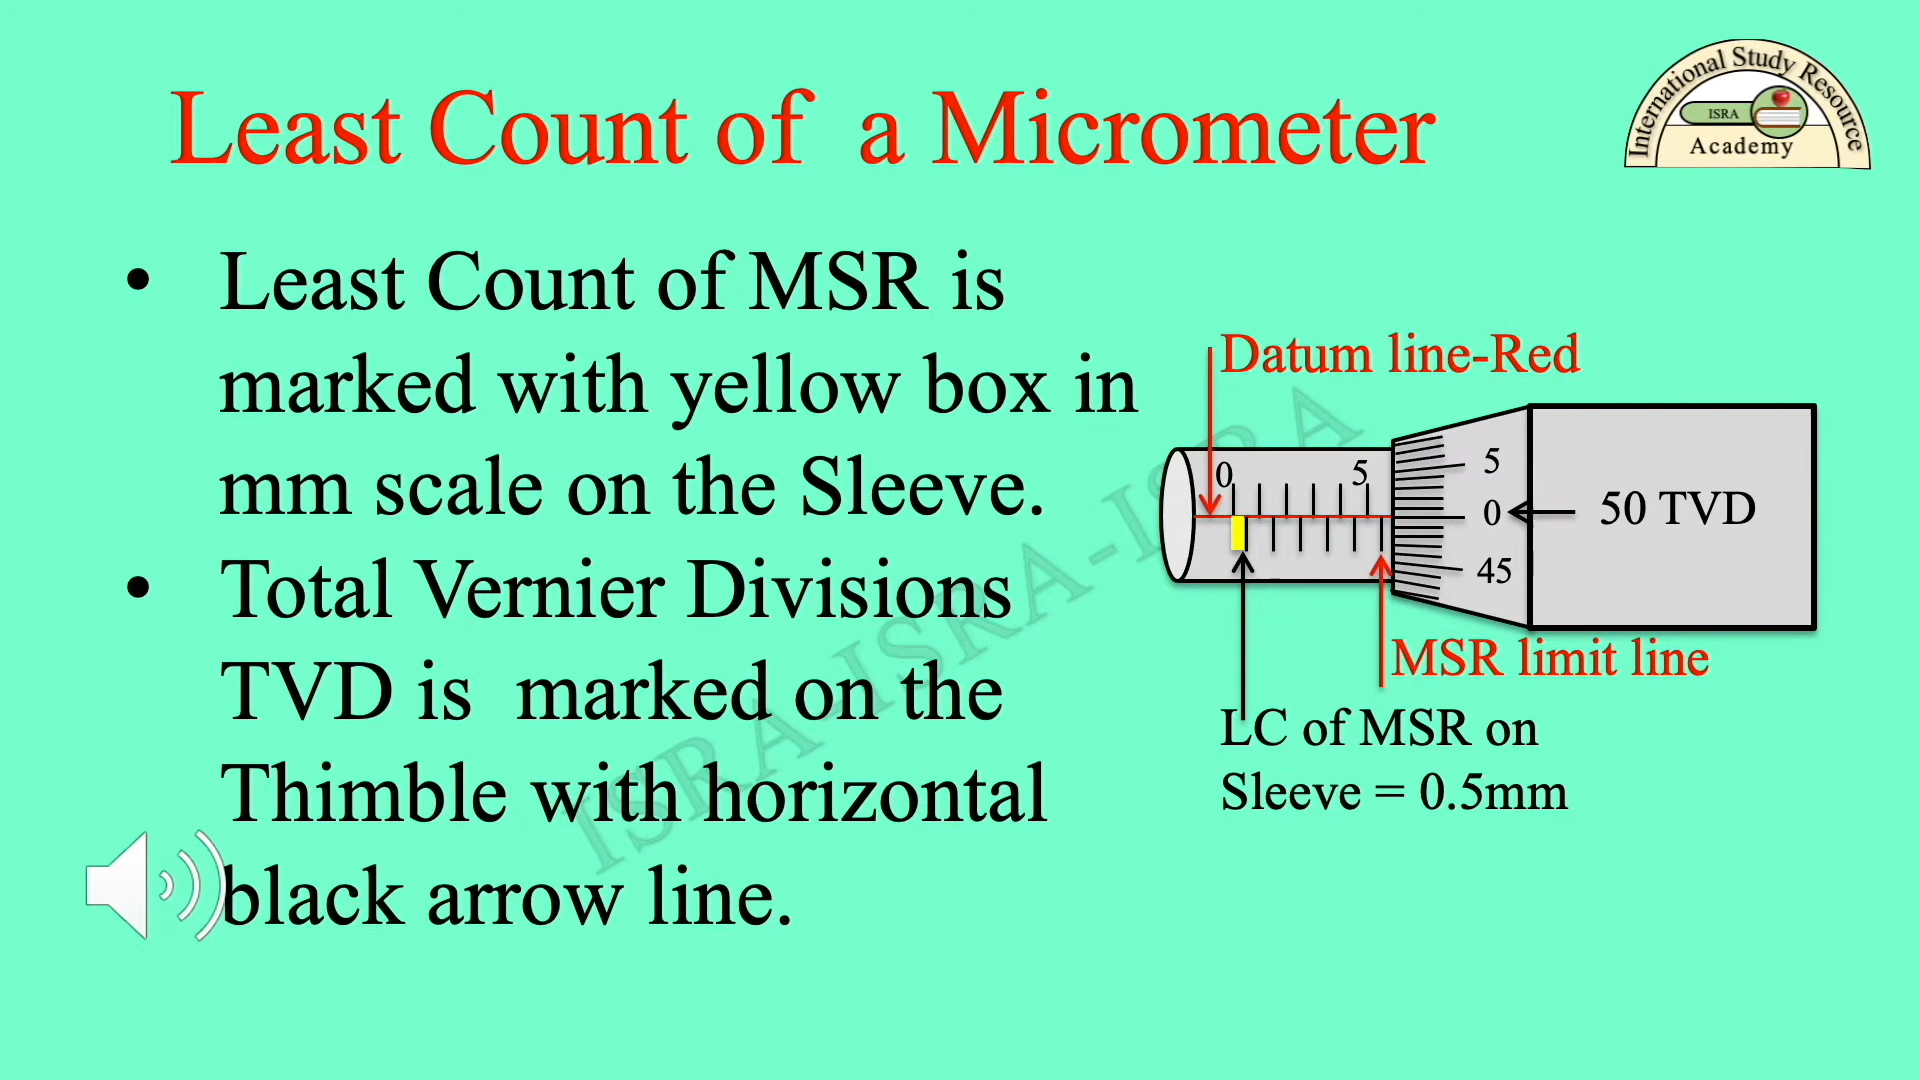 Least Count of a Micrometer
International Study Resource
ISRA
Academy
• Least Count of MSR is
marked with yellow box in
mm scale on the Sleeve.
• Total Vernier Divisions
TVD is marked on the
Thimble with horizontal
black arrow line.
Datum line-Red
0 5
5
0
45
50 TVD
MSR limit line
LC of MSR on
Sleeve = 0.5mm
ISRA-ISRA-ISRA